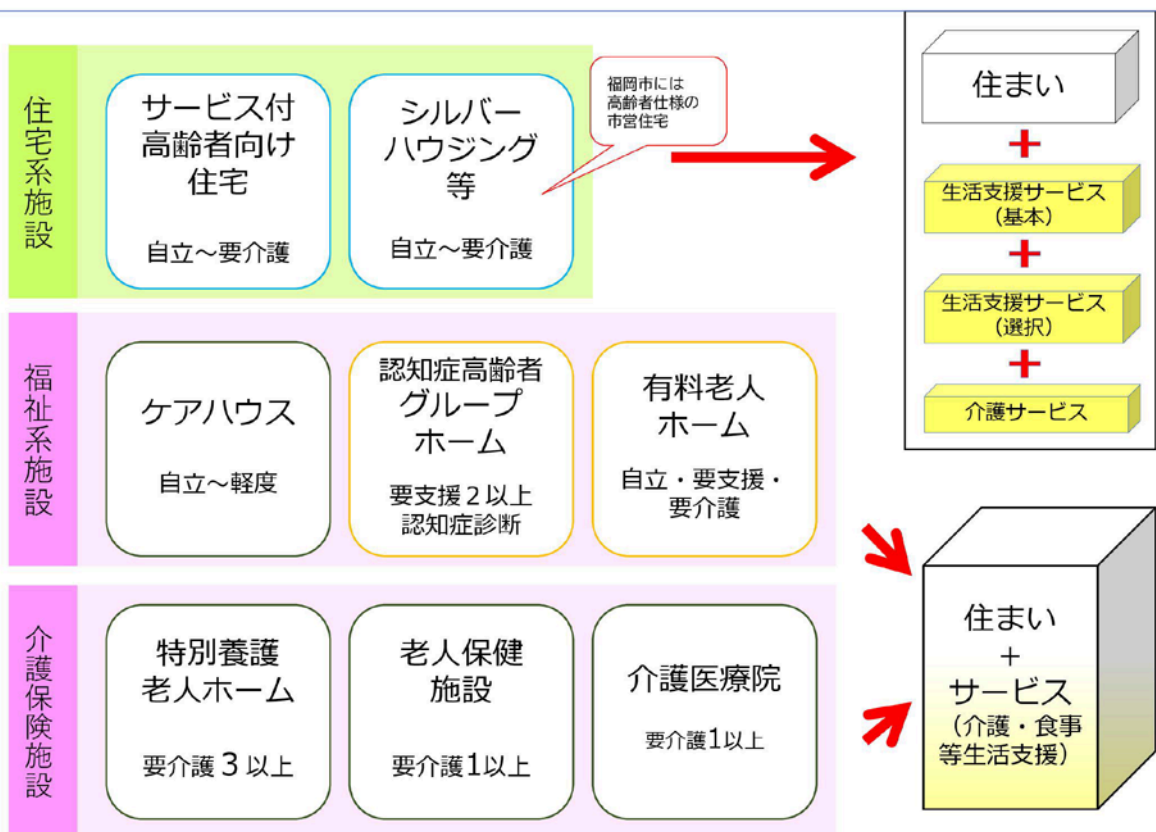 住宅系施設
サービス付
高齢者向け
住宅
自立～要介護
シルバー
ハウジング
等
自立～要介護
福岡市には
高齢者仕様の
市営住宅
住まい
+
生活支援サービス
（基本）
+
生活支援サービス
（選択）
+
介護サービス
福祉系施設
ケアハウス
自立～軽度
認知症高齢者
グループ
ホーム
要支援２以上
認知症診断
有料老人
ホーム
自立・要支援・
要介護
介護保険施設
特別養護
老人ホーム
要介護３以上
老人保健
施設
要介護1以上
介護医療院
要介護1以上
住まい
+
サービス
（介護・食事
等生活支援）